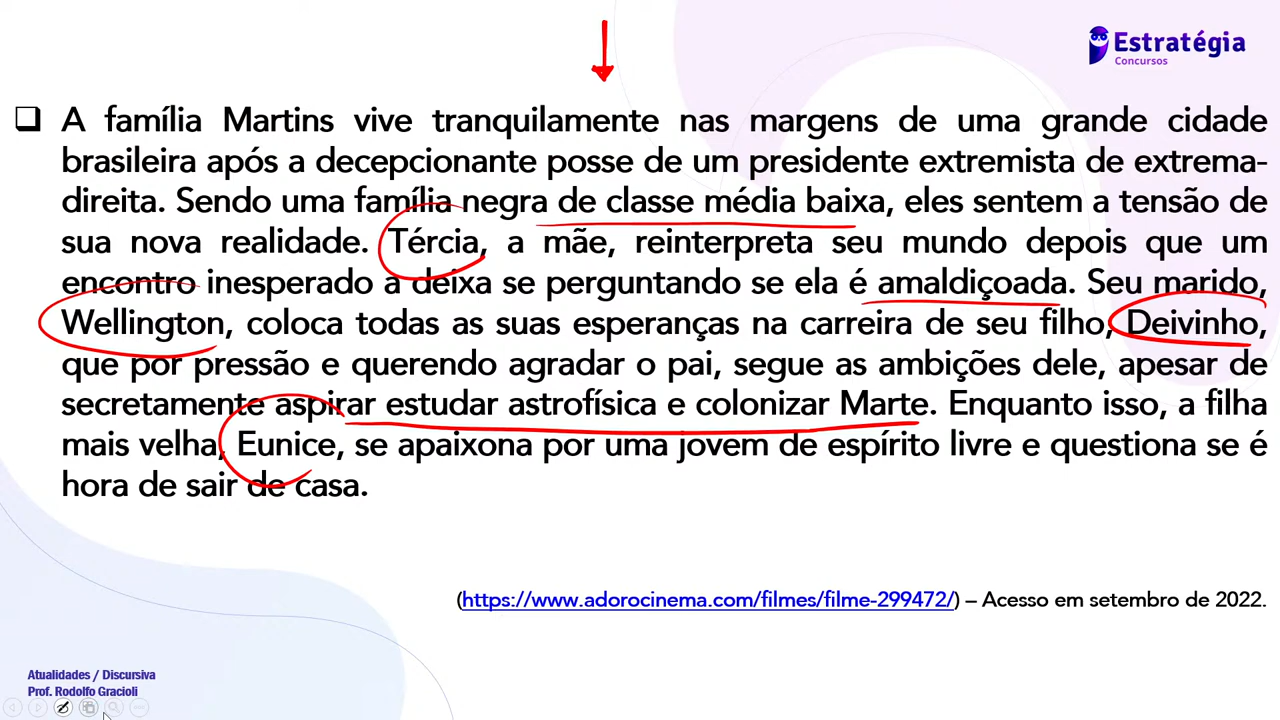 Estratégia
Concursos
A família Martins vive tranquilamente nas margens de uma grande cidade
brasileira após a decepcionante posse de um presidente extremista de extrema-
direita. Sendo uma família negra de classe média baixa, eles sentem a tensão de
sua nova realidade. Tércia, a mãe, reinterpreta seu mundo depois que um
encontro inesperado a deixa se perguntando se ela é amaldiçoada. Seu marido,
Wellington, coloca todas as suas esperanças na carreira de seu filho, Deivinho,
que por pressão e querendo agradar o pai, segue as ambições dele, apesar de
secretamente aspirar estudar astrofísica e colonizar Marte. Enquanto isso, a filha
mais velha, Eunice, se apaixona por uma jovem de espírito livre e questiona se é
hora de sair de casa.
(https://www.adorocinema.com/filmes/filme-299472/) – Acesso em setembro de 2022.
Atualidades / Discursiva
Prof. Rodolfo Gracioli